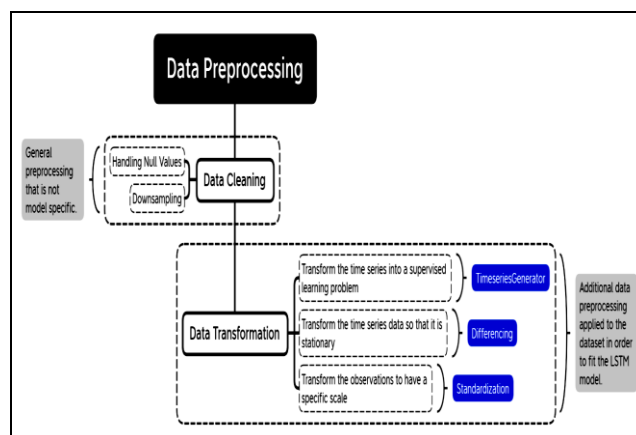 Data Preprocessing
General
preprocessing
that is not
model specific.
Handling Null Values
Downsampling
Data Cleaning
Data Transformation
Transform the time series into a supervised
learning problem
TimeseriesGenerator
Transform the time series data so that it is
stationary
Differencing
Transform the observations to have a
specific scale
Standardization
Additional data
preprocessing
applied to the
dataset in order
to fit the LSTM
model.